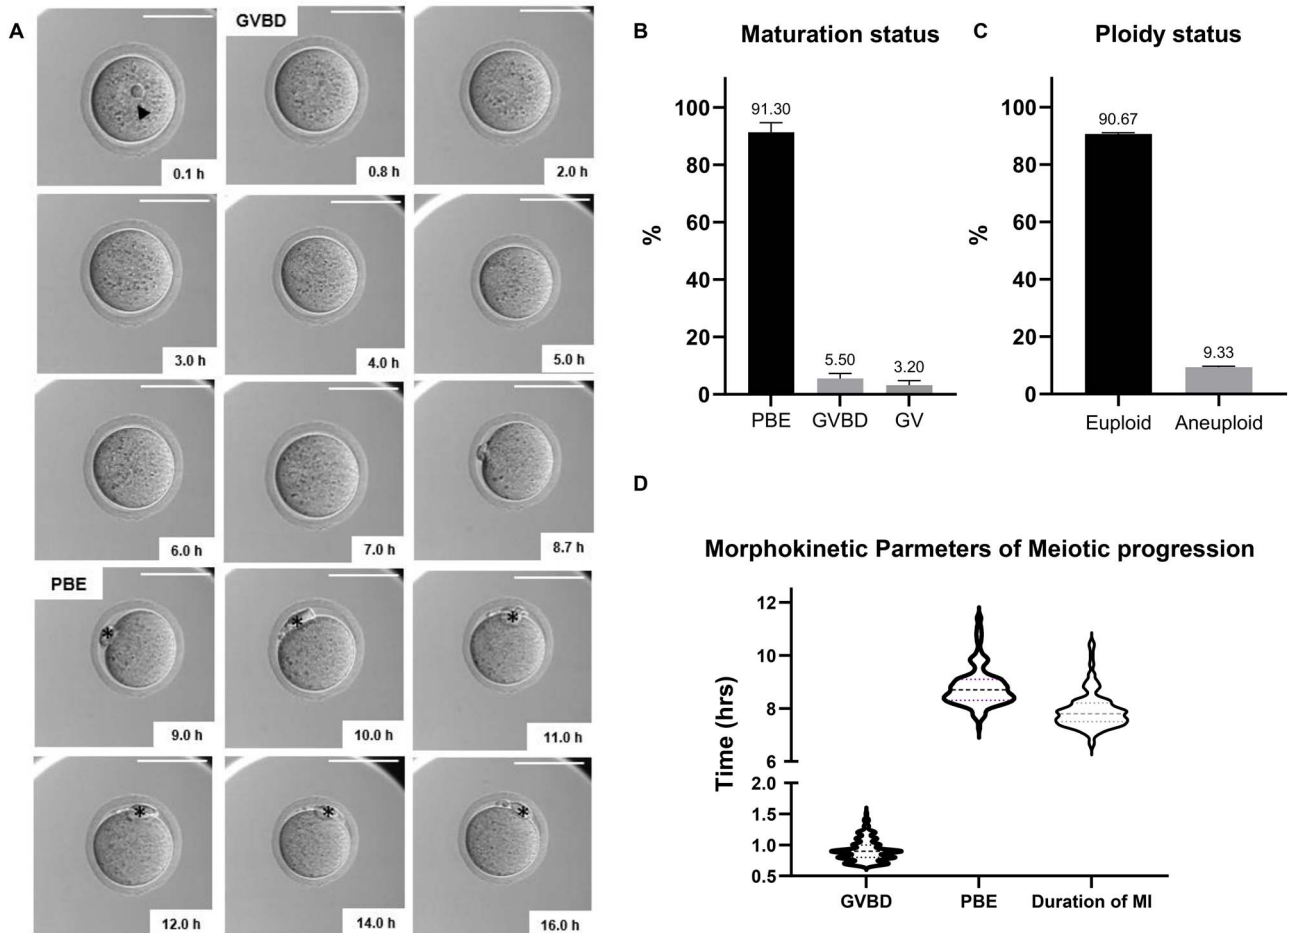 A
GVBD
0.1 h
0.8 h
2.0 h
3.0 h
4.0 h
5.0 h
6.0 h
7.0 h
8.7 h
PBE
*
*
*
9.0 h
10.0 h
11.0 h
*
*
*
12.0 h
14.0 h
16.0 h
B
Maturation status
%
100
80
60
40
20
0
91.30
5.50
3.20
PBE
GVBD
GV
C
Ploidy status
%
100
80
60
40
20
0
90.67
9.33
Euploid
Aneuploid
D
Morphokinetic Parmeters of Meiotic progression
Time (hrs)
12
10
8
6
2.0
1.5
1.0
0.5
GVBD
PBE
Duration of MI